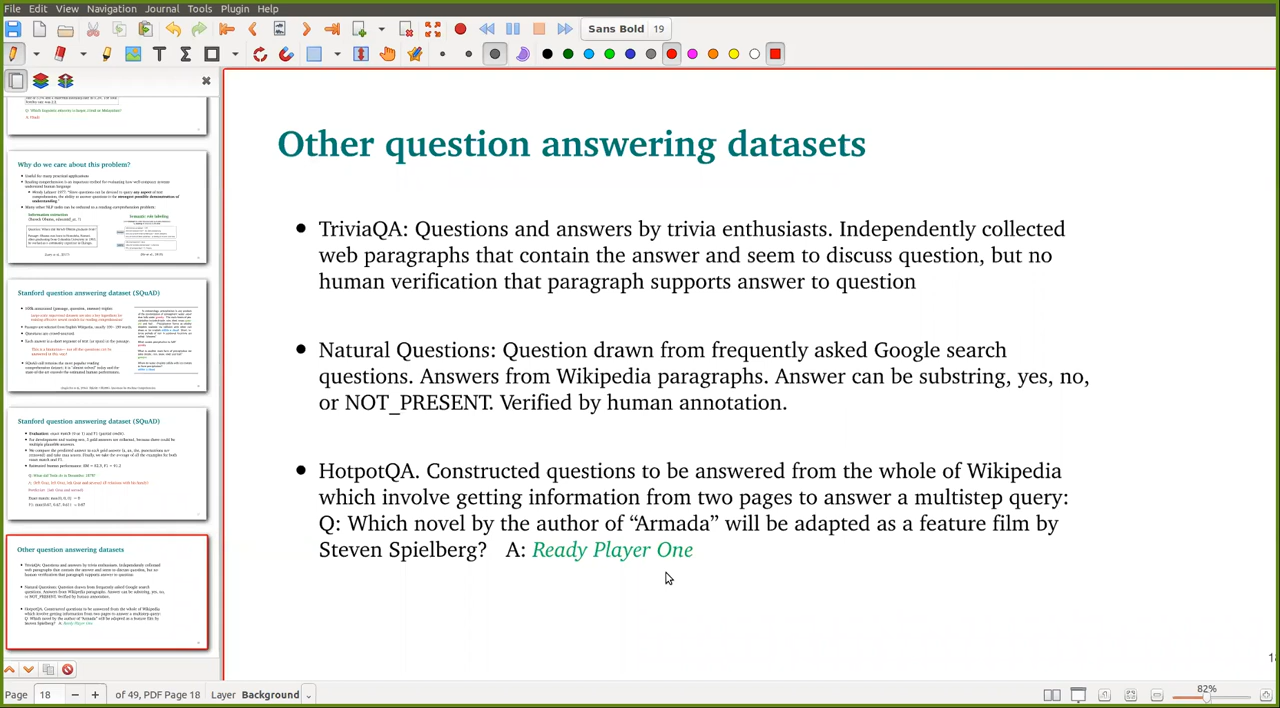 File Edit View Navigation Journal Tools Plugin Help
Sans Bold 19
Why do we care about this problem?
Stanford question answering dataset (SQuAD)
Stanford question answering dataset (SQuAD)
Other question answering datasets
Other question answering datasets
• TriviaQA: Questions and answers by trivia enthusiasts. Independently collected
web paragraphs that contain the answer and seem to discuss question, but no
human verification that paragraph supports answer to question
• Natural Questions: Question drawn from frequently asked Google search
questions. Answers from Wikipedia paragraphs. Answer can be substring, yes, no,
or NOT_PRESENT. Verified by human annotation.
• HotpotQA. Constructed questions to be answered from the whole of Wikipedia
which involve getting information from two pages to answer a multistep query:
Q: Which novel by the author of “Armada” will be adapted as a feature film by
Steven Spielberg? A: Ready Player One
Page 18 of 49, PDF Page 18 Layer Background 82%